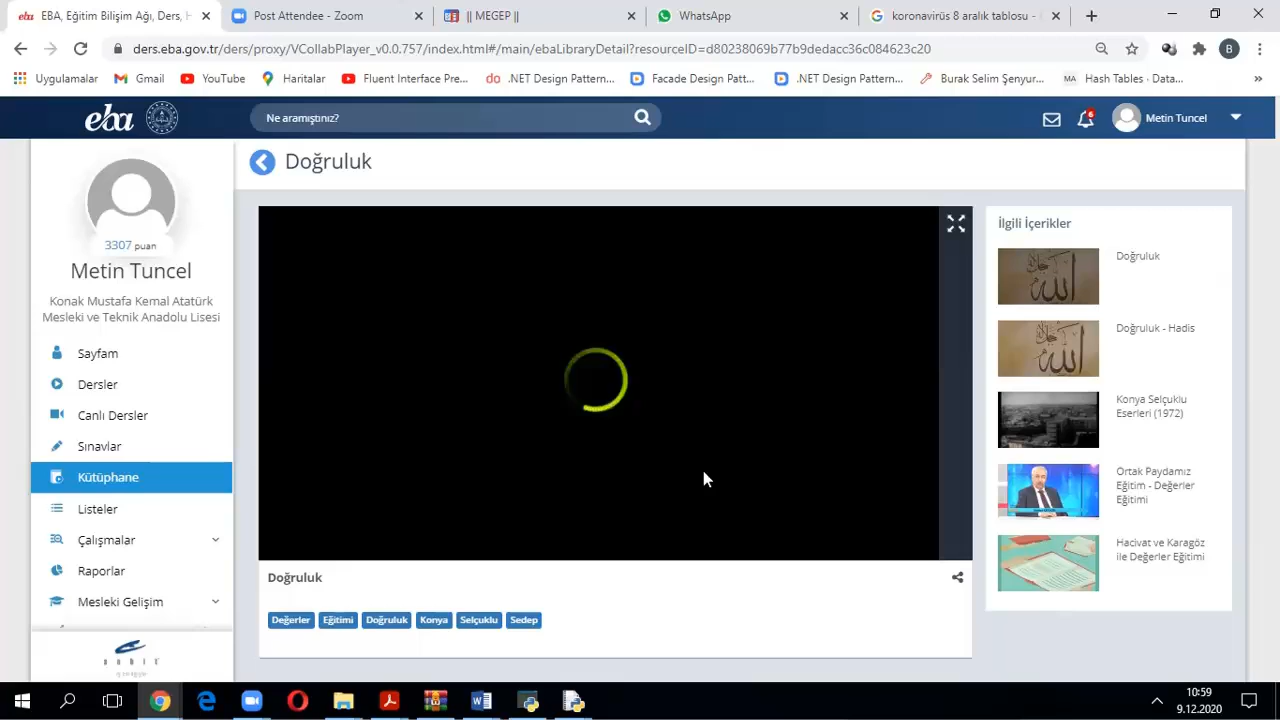 EBA, Eğitim Bilişim Ağı, Ders, H
Post Attendee - Zoom
|| MEGEP ||
WhatsApp
koronavirüs 8 aralık tablosu -
ders.eba.gov.tr/ders/proxy/VCollabPlayer_v0.0.757/index.html#/main/ebaLibraryDetail?resourceID=d80238069b77b9dedacc36c084623c20
B
Uygulamalar
Gmail
YouTube
Haritalar
Fluent Interface Pre...
do .NET Design Pattern...
Facade Design Patt...
.NET Design Pattern...
Burak Selim Şenyur...
MA Hash Tables - Data...
»
eba
Ne aramıştınız?
6
Metin Tuncel
Doğruluk
3307 puan
Metin Tuncel
Konak Mustafa Kemal Atatürk
Mesleki ve Teknik Anadolu Lisesi
Sayfam
Dersler
Canlı Dersler
Sınavlar
Kütüphane
Listeler
Çalışmalar
Raporlar
Mesleki Gelişim
Doğruluk
Değerler
Eğitimi
Doğruluk
Konya
Selçuklu
Sedep
İlgili İçerikler
Doğruluk
Doğruluk - Hadis
Konya Selçuklu
Eserleri (1972)
Ortak Paydamız
Eğitim - Değerler
Eğitimi
Hacivat ve Karagöz
ile Değerler Eğitimi
10:59
9.12.2020